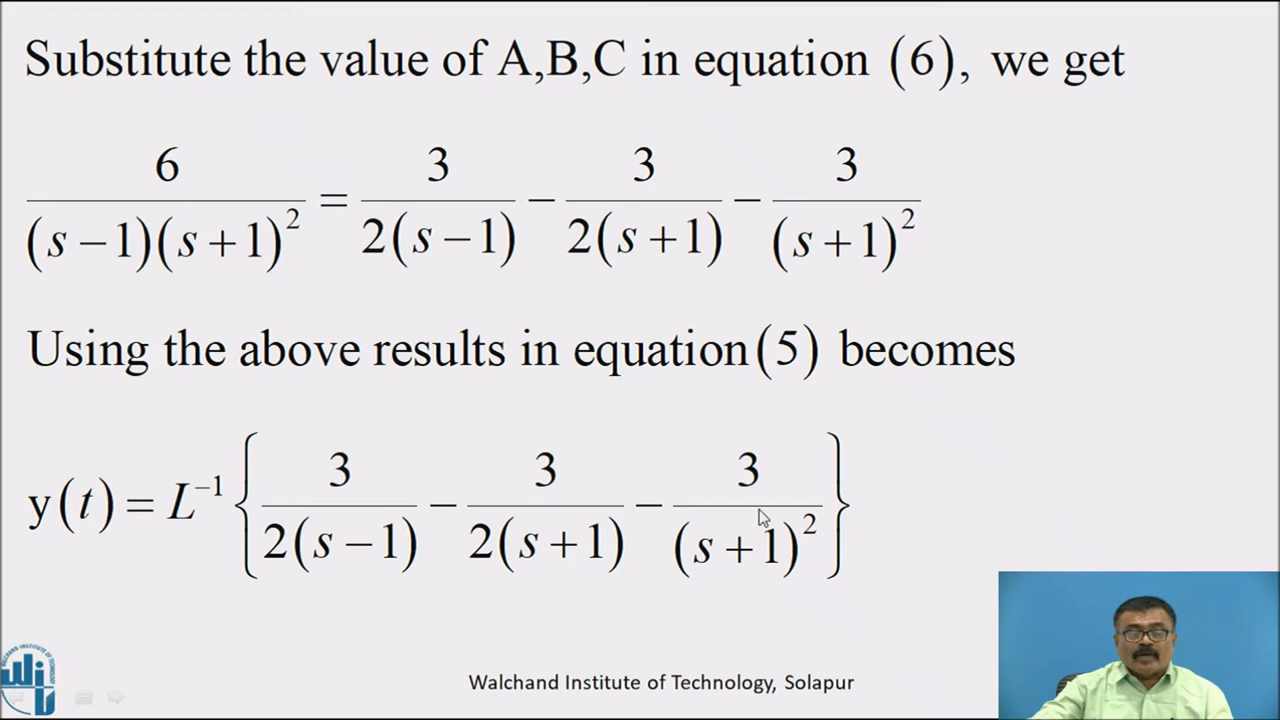 Substitute the value of A,B,C in equation (6), we get
6/((s−1)(s+1)²) = 3/(2(s−1)) − 3/(2(s+1)) − 3/(s+1)²
Using the above results in equation(5) becomes
y(t) = L⁻¹ {3/(2(s−1)) − 3/(2(s+1)) − 3/(s+1)²}
Walchand Institute of Technology, Solapur